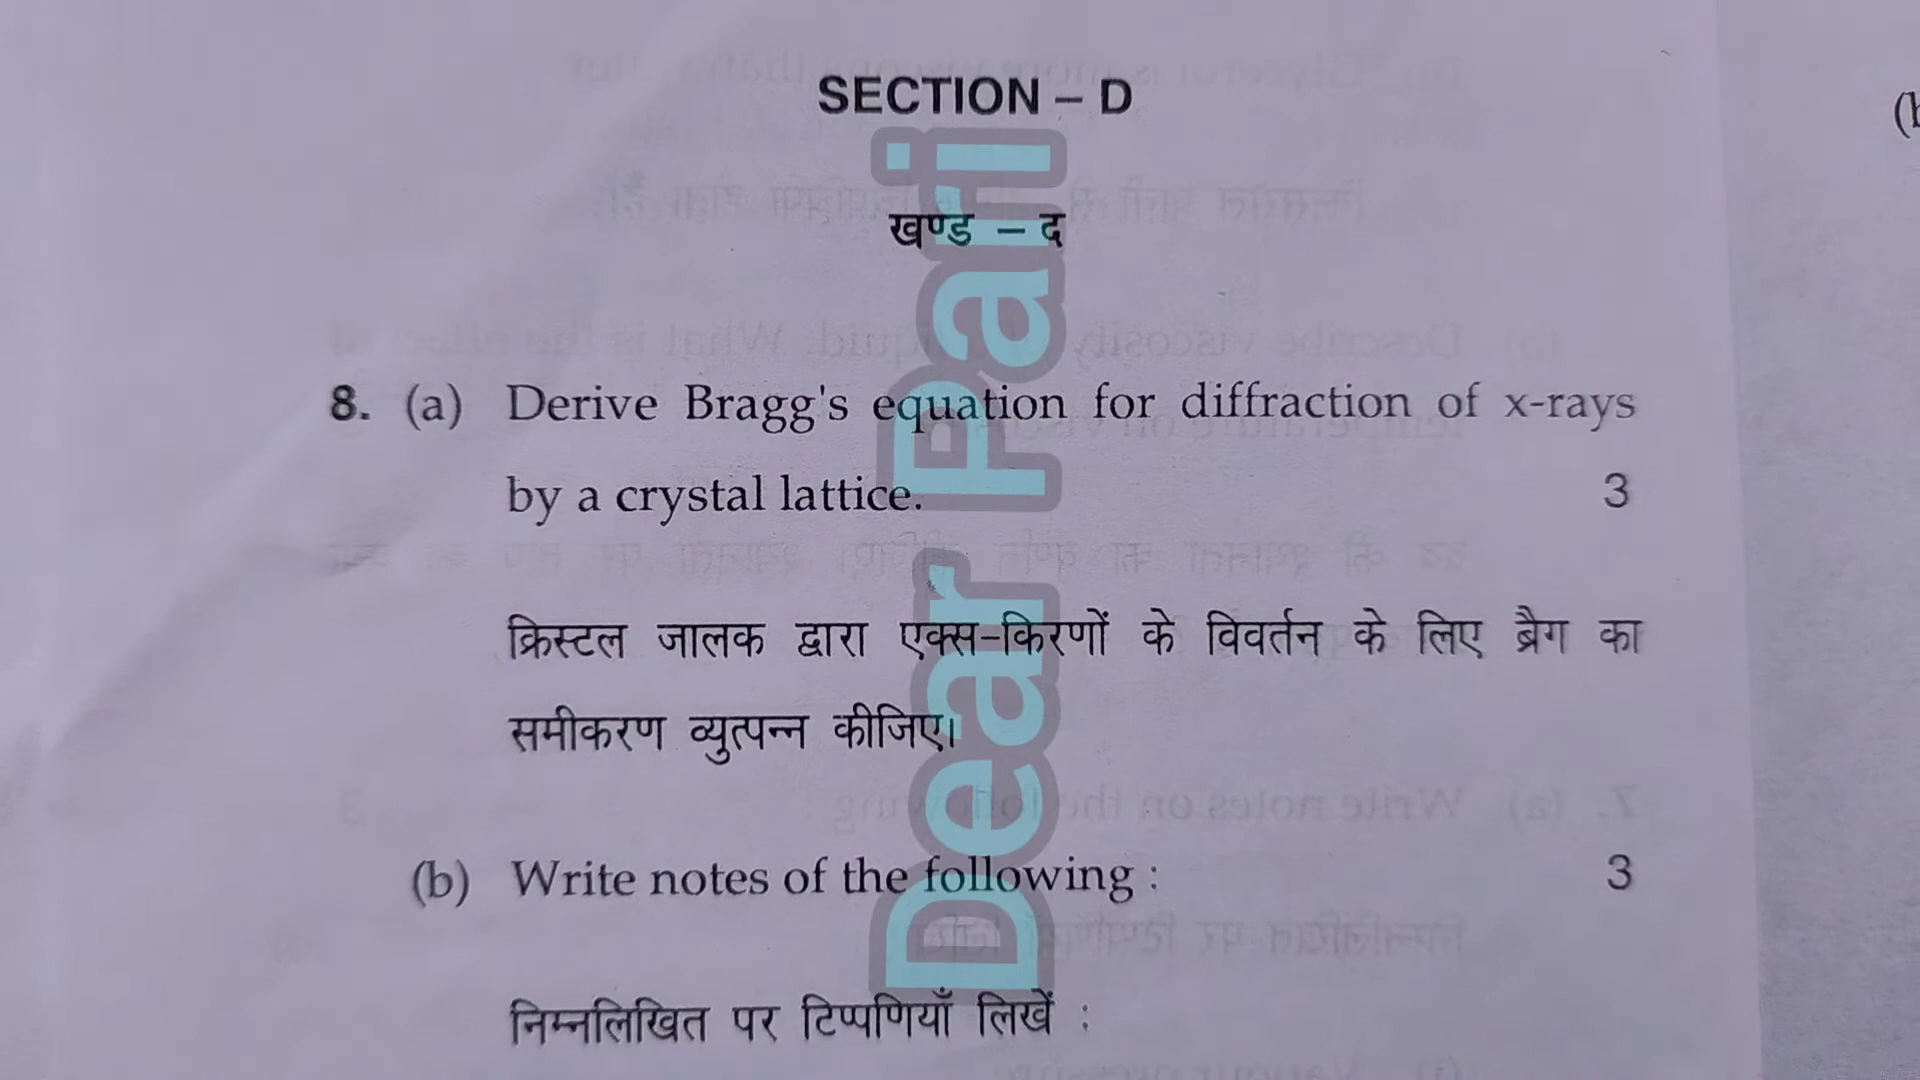 SECTION – D
खण्ड – द
8. (a) Derive Bragg's equation for diffraction of x-rays
by a crystal lattice. 3
क्रिस्टल जालक द्वारा एक्स-किरणों के विवर्तन के लिए ब्रैग का
समीकरण व्युत्पन्न कीजिए।
(b) Write notes of the following : 3
निम्नलिखित पर टिप्पणियाँ लिखें :
Dear Pari